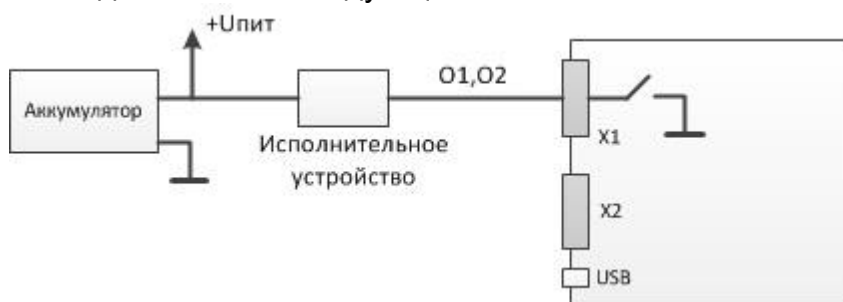 +Uпит
Аккумулятор
O1,O2
Исполнительное
устройство
X1
X2
USB